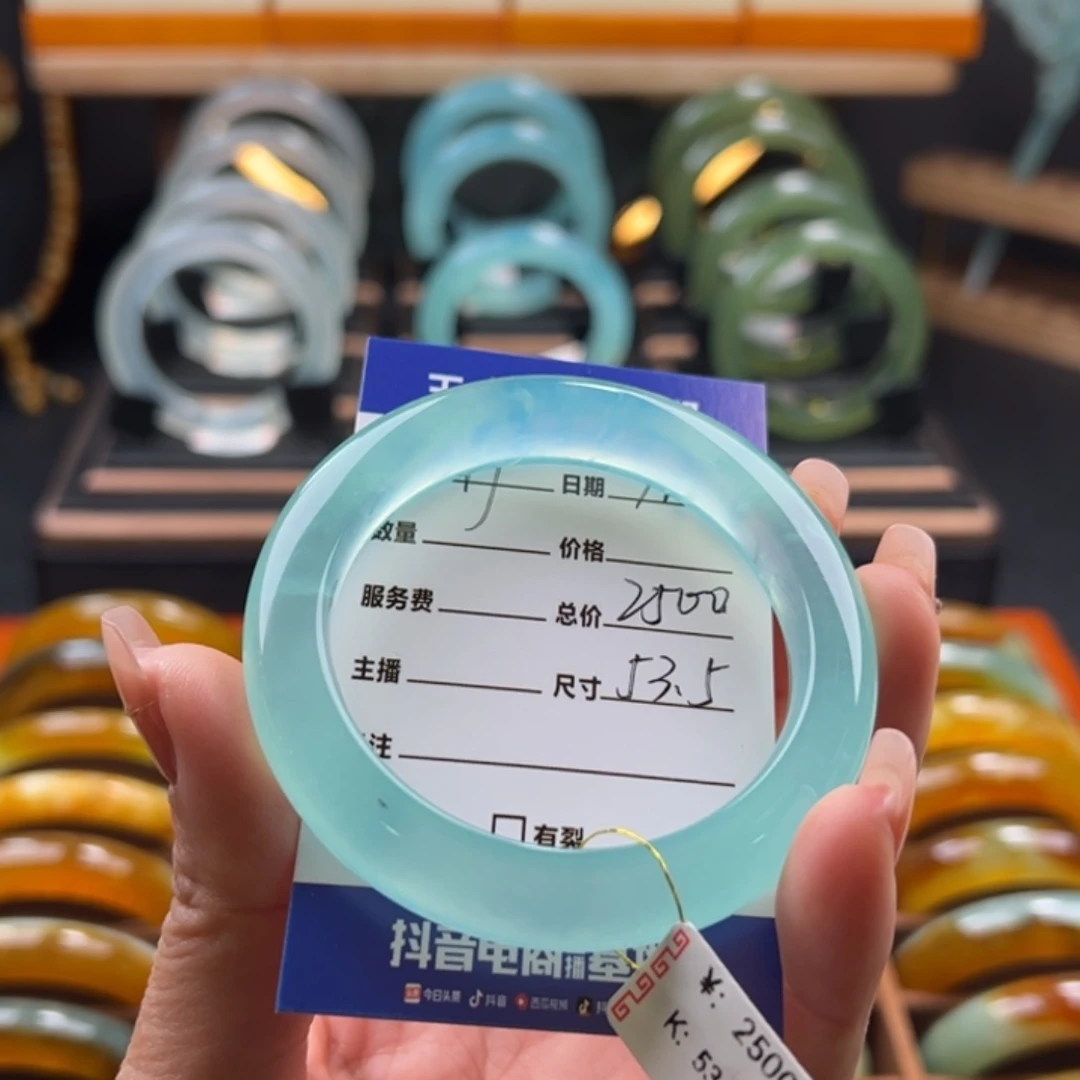 日期
数量 价格
服务费 总价 2500
主播 尺寸 53.5
注
有裂
抖音电商
今日头条 抖音 西瓜视频
2500
53